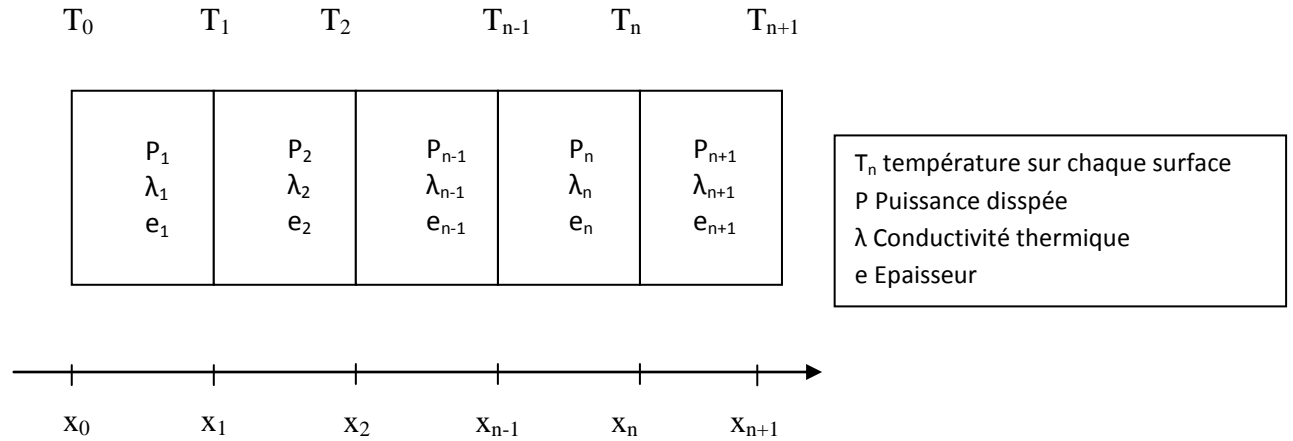 T₀ T₁ T₂ Tₙ₋₁ Tₙ Tₙ₊₁
P₁ P₂ Pₙ₋₁ Pₙ Pₙ₊₁
λ₁ λ₂ λₙ₋₁ λₙ λₙ₊₁
e₁ e₂ eₙ₋₁ eₙ eₙ₊₁
Tₙ température sur chaque surface
P Puissance disspée
λ Conductivité thermique
e Epaisseur
x₀ x₁ x₂ xₙ₋₁ xₙ xₙ₊₁